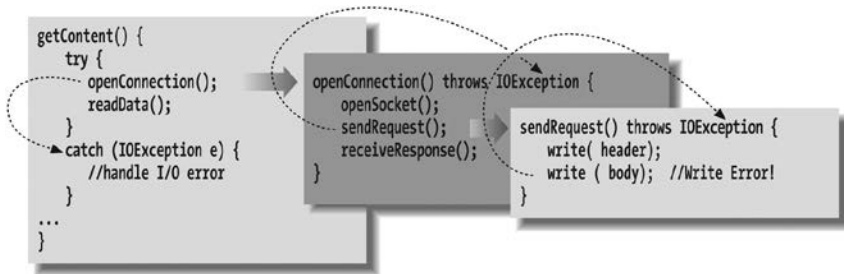 getContent() {
try {
openConnection();
readData();
}
catch (IOException e) {
//handle I/O error
}
...
}
openConnection() throws IOException {
openSocket();
sendRequest();
receiveResponse();
}
sendRequest() throws IOException {
write( header);
write ( body); //Write Error!
}